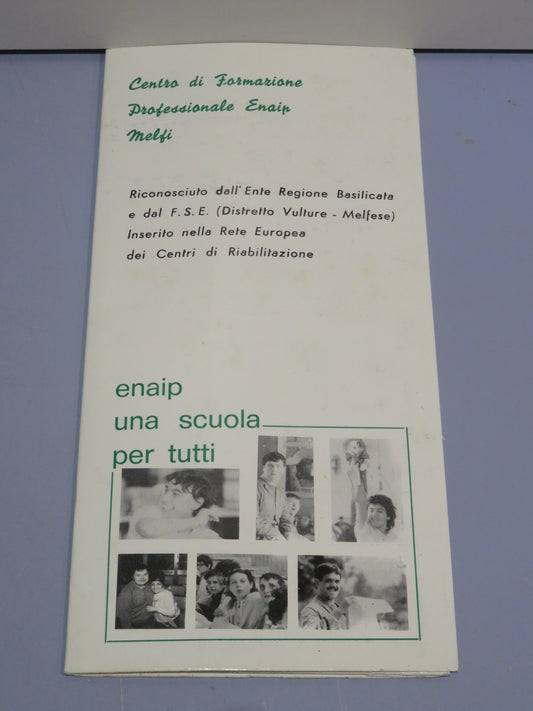 Centro di Formazione
Professionale Enaip
Melfi
Riconosciuto dall'Ente Regione Basilicata
e dal F.S.E. (Distretto Vulture - Melfese)
Inserito nella Rete Europea
dei Centri di Riabilitazione
enaip
una scuola
per tutti